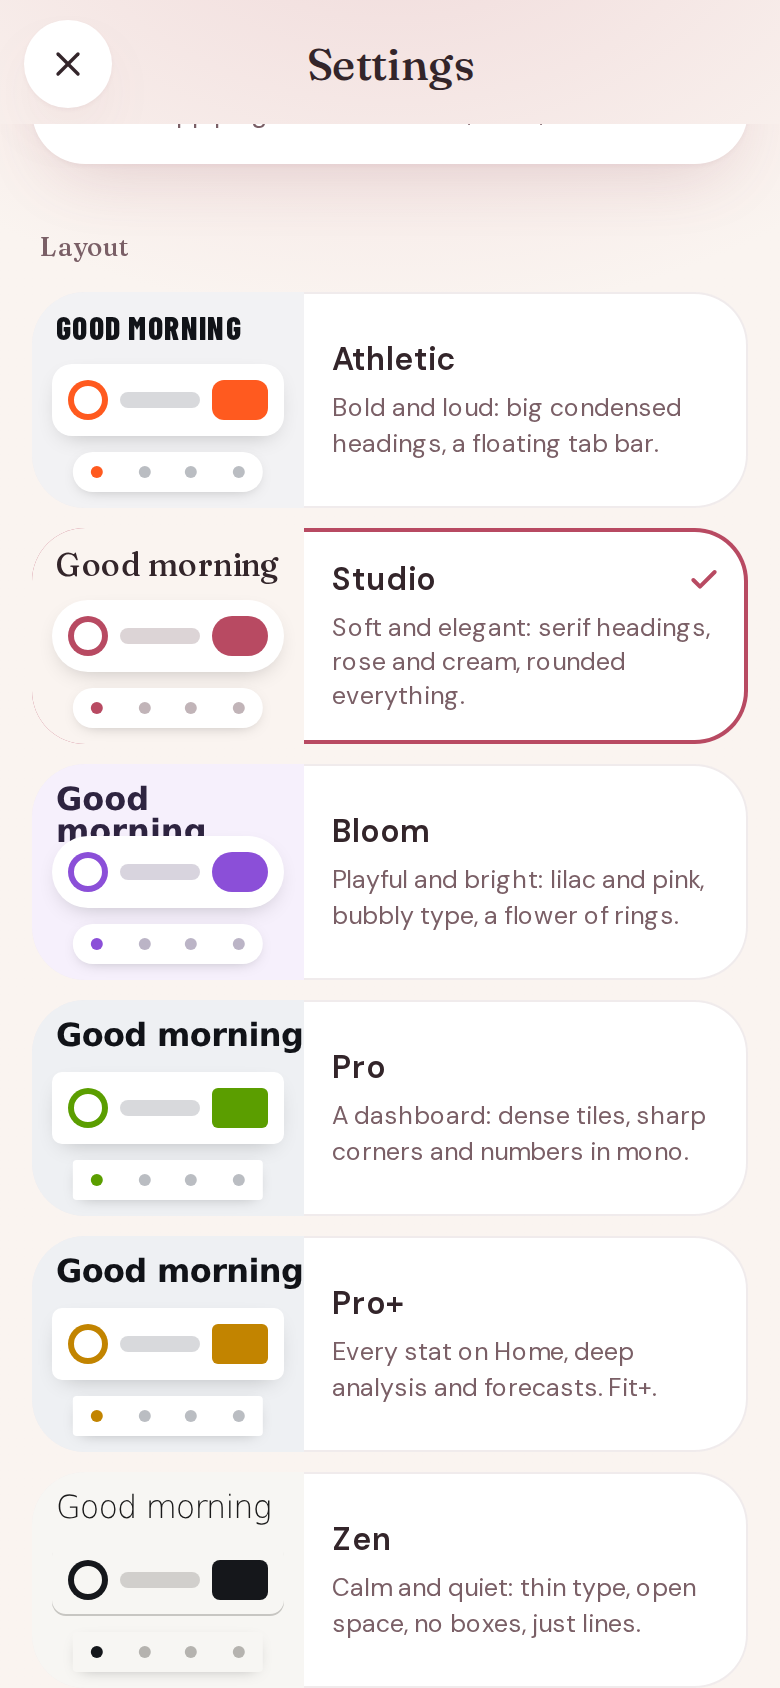 Settings
Layout
GOOD MORNING
Athletic
Bold and loud: big condensed
headings, a floating tab bar.
Good morning
Studio
Soft and elegant: serif headings,
rose and cream, rounded
everything.
Good
morning
Bloom
Playful and bright: lilac and pink,
bubbly type, a flower of rings.
Good morning
Pro
A dashboard: dense tiles, sharp
corners and numbers in mono.
Good morning
Pro+
Every stat on Home, deep
analysis and forecasts. Fit+.
Good morning
Zen
Calm and quiet: thin type, open
space, no boxes, just lines.